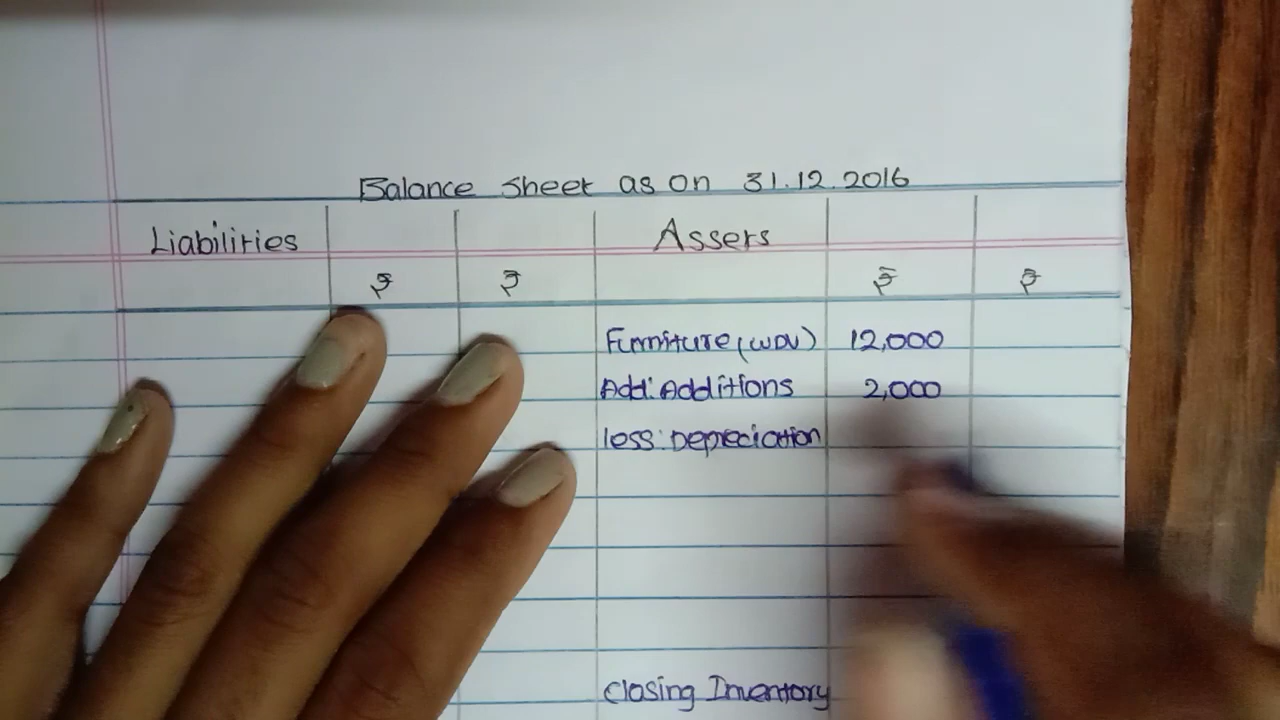 Balance Sheet as on 31.12.2016
Liabilities Assets
₹ ₹ ₹ ₹
Furniture (WDV) 12,000
Add: Additions 2,000
less: Depreciation
Closing Inventory